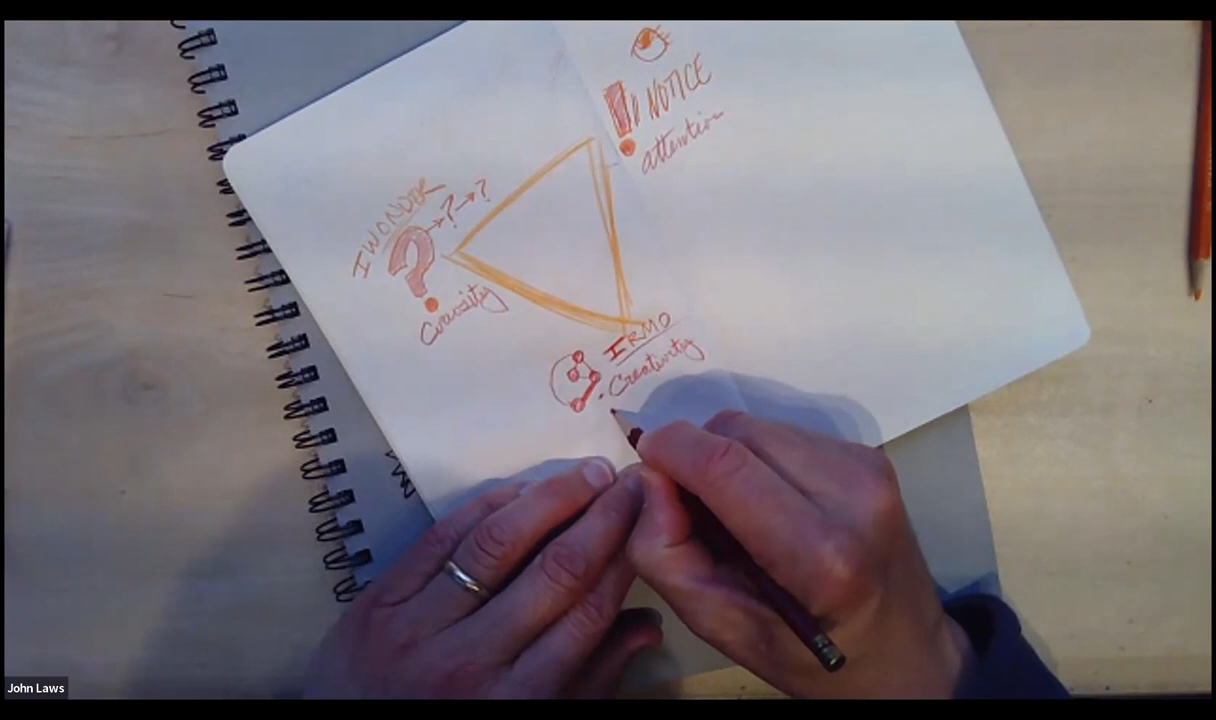 I NOTICE
attention
I WONDER
? → ? → ?
Curiosity
IRMO
Creativity
John Laws